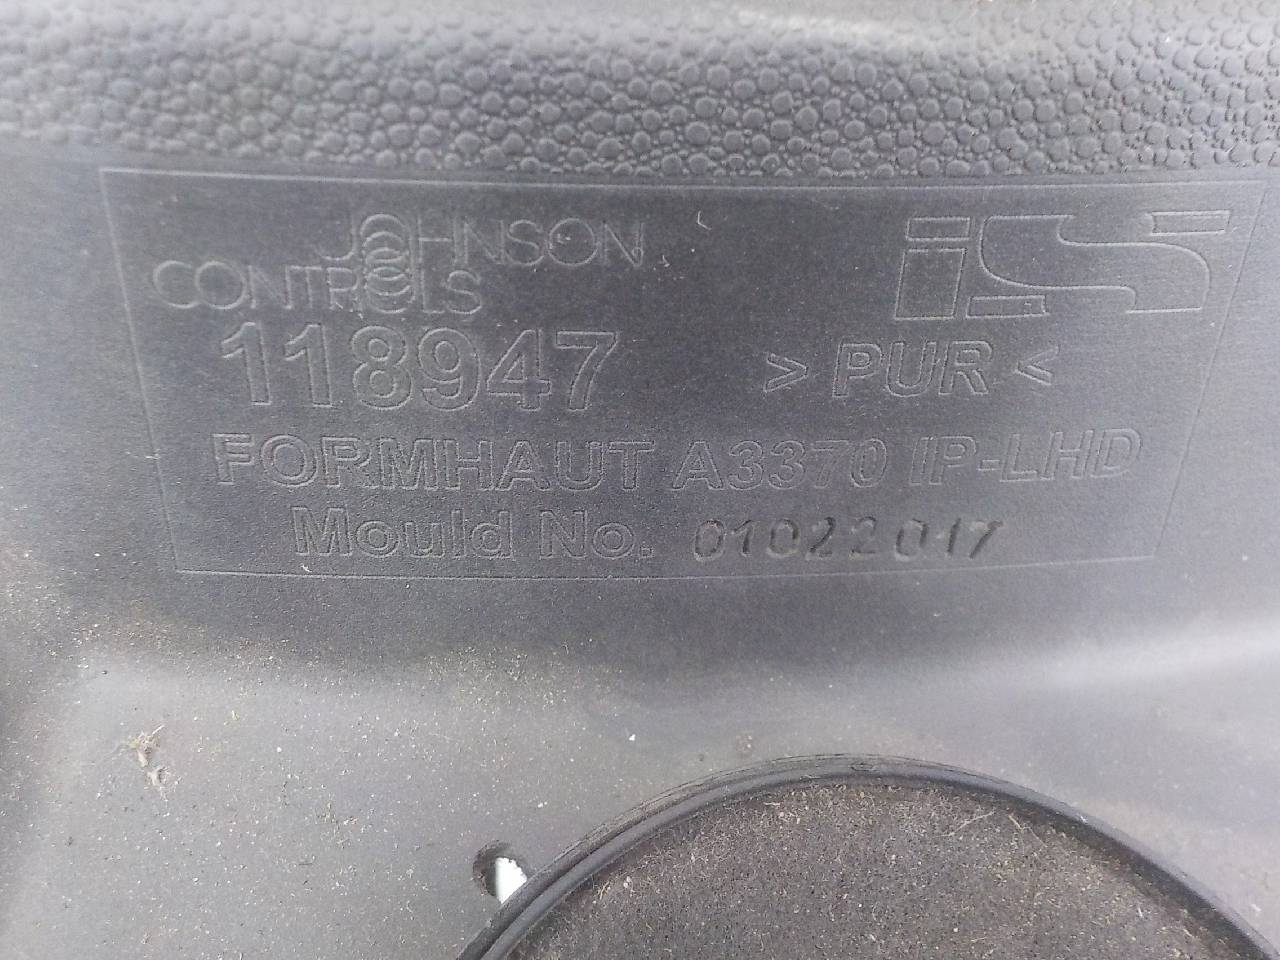 JOHNSON
CONTROLS
iS
118947
> PUR <
FORMHAUT A3370 IP-LHD
Mould No. 01022017